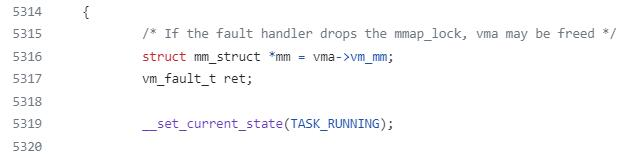 5314 {
5315 /* If the fault handler drops the mmap_lock, vma may be freed */
5316 struct mm_struct *mm = vma->vm_mm;
5317 vm_fault_t ret;
5318
5319 __set_current_state(TASK_RUNNING);
5320